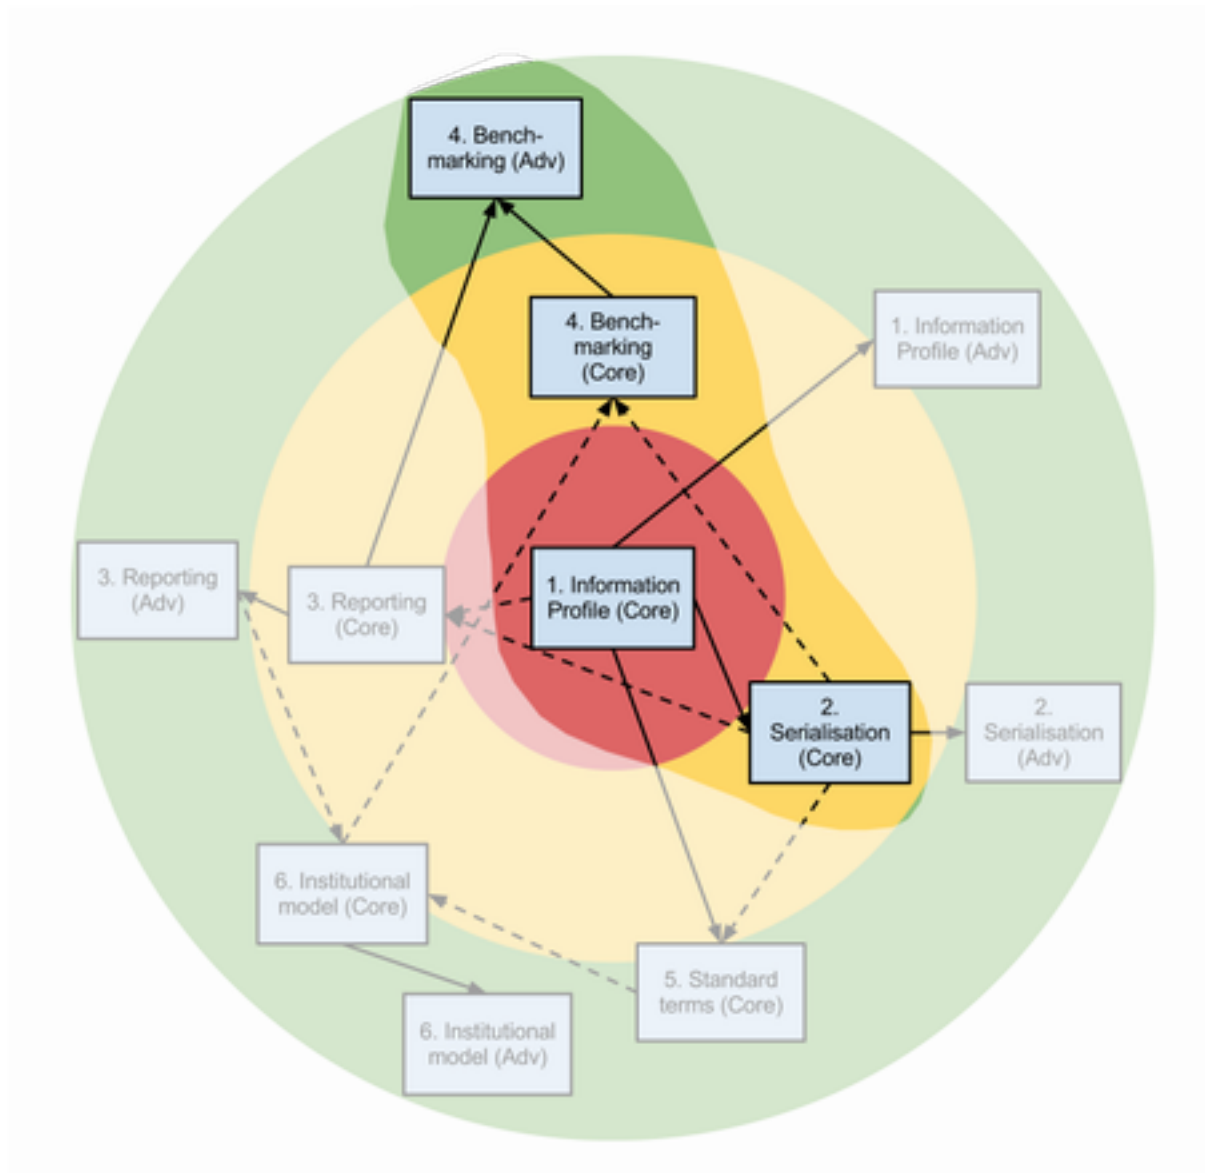 4. Bench-
marking (Adv)
4. Bench-
marking
(Core)
1. Information
Profile (Adv)
3. Reporting
(Adv)
3. Reporting
(Core)
1. Information
Profile (Core)
2.
Serialisation
(Core)
2.
Serialisation
(Adv)
6. Institutional
model (Core)
5. Standard
terms (Core)
6. Institutional
model (Adv)